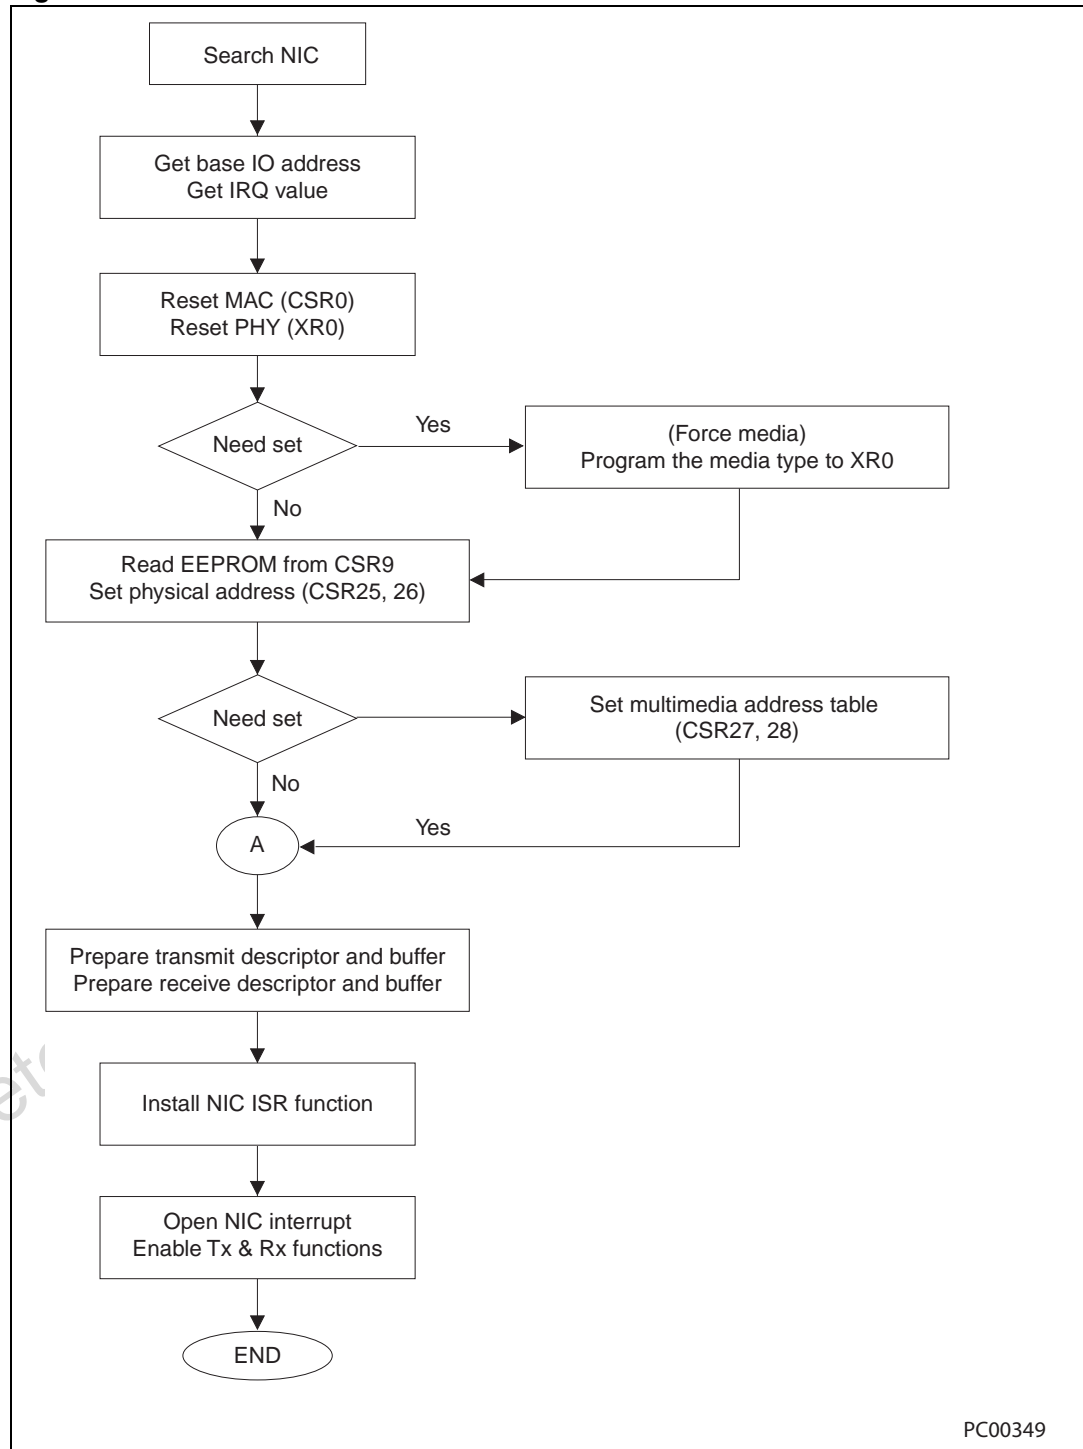 Search NIC
Get base IO address
Get IRQ value
Reset MAC (CSR0)
Reset PHY (XR0)
Need set
Yes
(Force media)
Program the media type to XR0
No
Read EEPROM from CSR9
Set physical address (CSR25, 26)
Need set
Set multimedia address table
(CSR27, 28)
No
Yes
A
Prepare transmit descriptor and buffer
Prepare receive descriptor and buffer
Install NIC ISR function
Open NIC interrupt
Enable Tx & Rx functions
END
PC00349